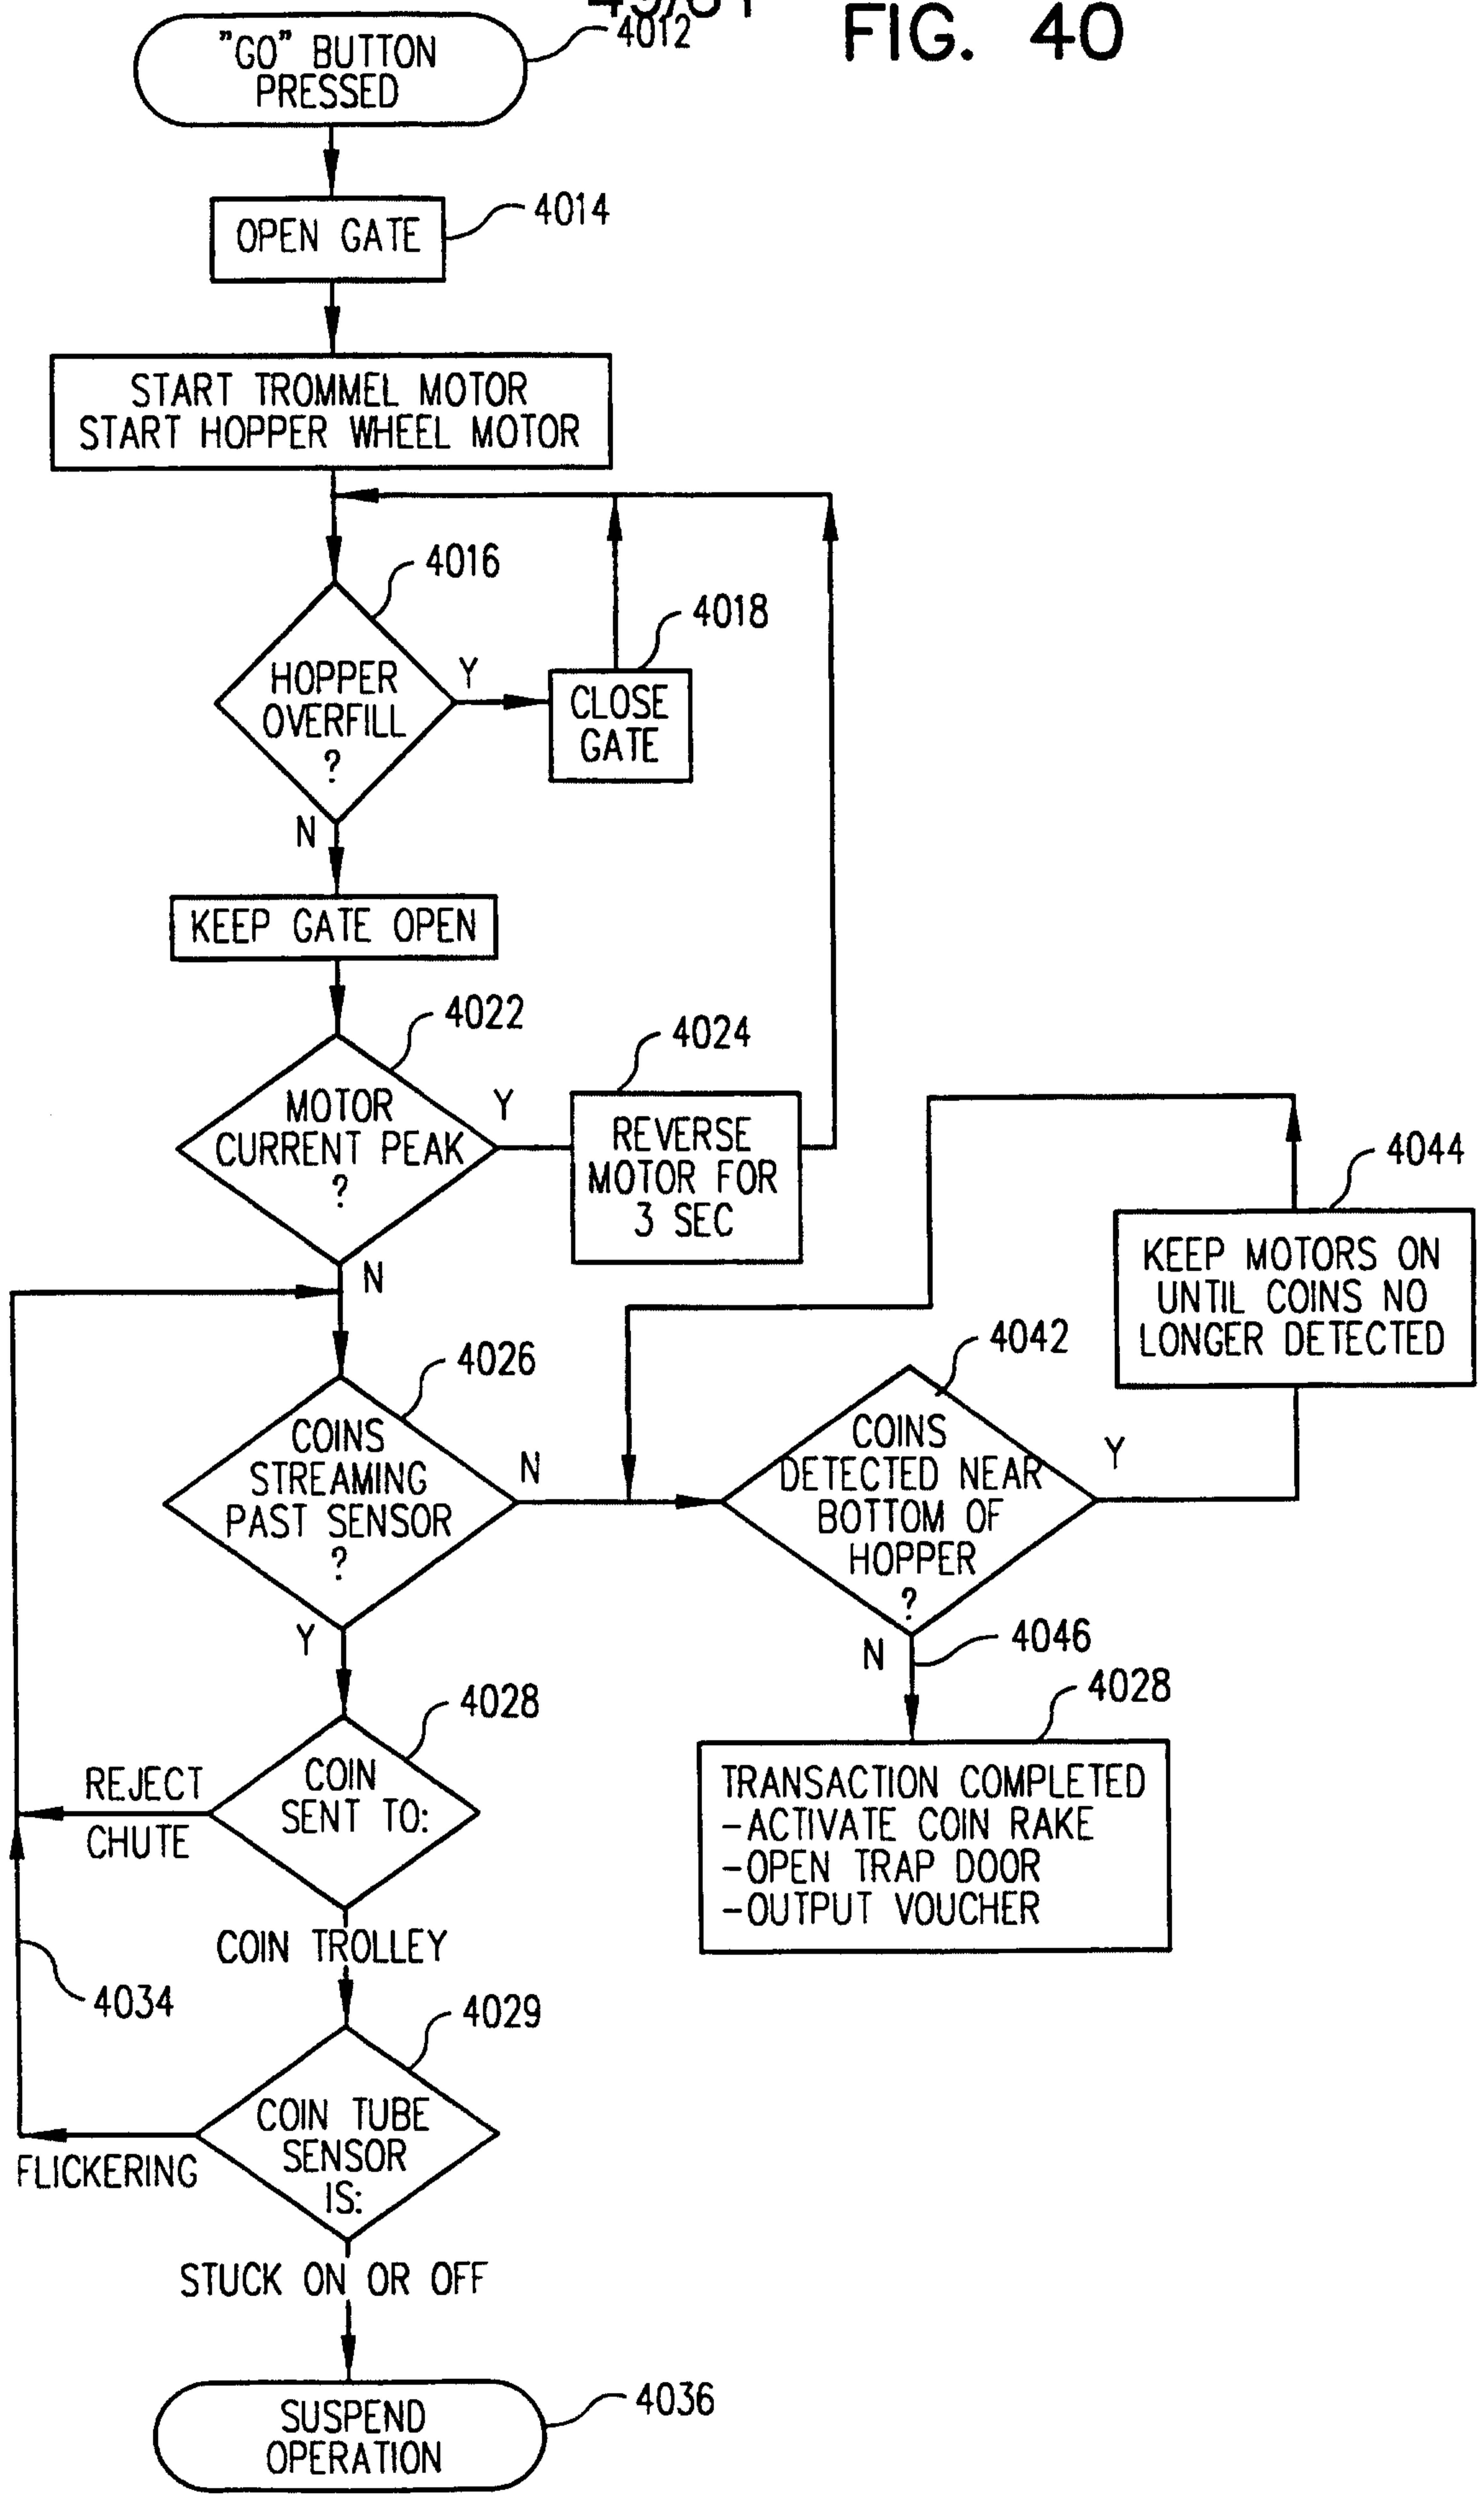 FIG. 40
"GO" BUTTON
PRESSED
4012
OPEN GATE
4014
START TROMMEL MOTOR
START HOPPER WHEEL MOTOR
4016
HOPPER
OVERFILL
?
Y
4018
CLOSE
GATE
N
KEEP GATE OPEN
4022
MOTOR
CURRENT PEAK
?
Y
4024
REVERSE
MOTOR FOR
3 SEC
N
4026
COINS
STREAMING
PAST SENSOR
?
N
4042
COINS
DETECTED NEAR
BOTTOM OF
HOPPER
?
Y
4044
KEEP MOTORS ON
UNTIL COINS NO
LONGER DETECTED
N
4046
4028
TRANSACTION COMPLETED
-ACTIVATE COIN RAKE
-OPEN TRAP DOOR
-OUTPUT VOUCHER
Y
4028
COIN
SENT TO:
REJECT
CHUTE
COIN TROLLEY
4034
4029
COIN TUBE
SENSOR
IS:
FLICKERING
STUCK ON OR OFF
SUSPEND
OPERATION
4036